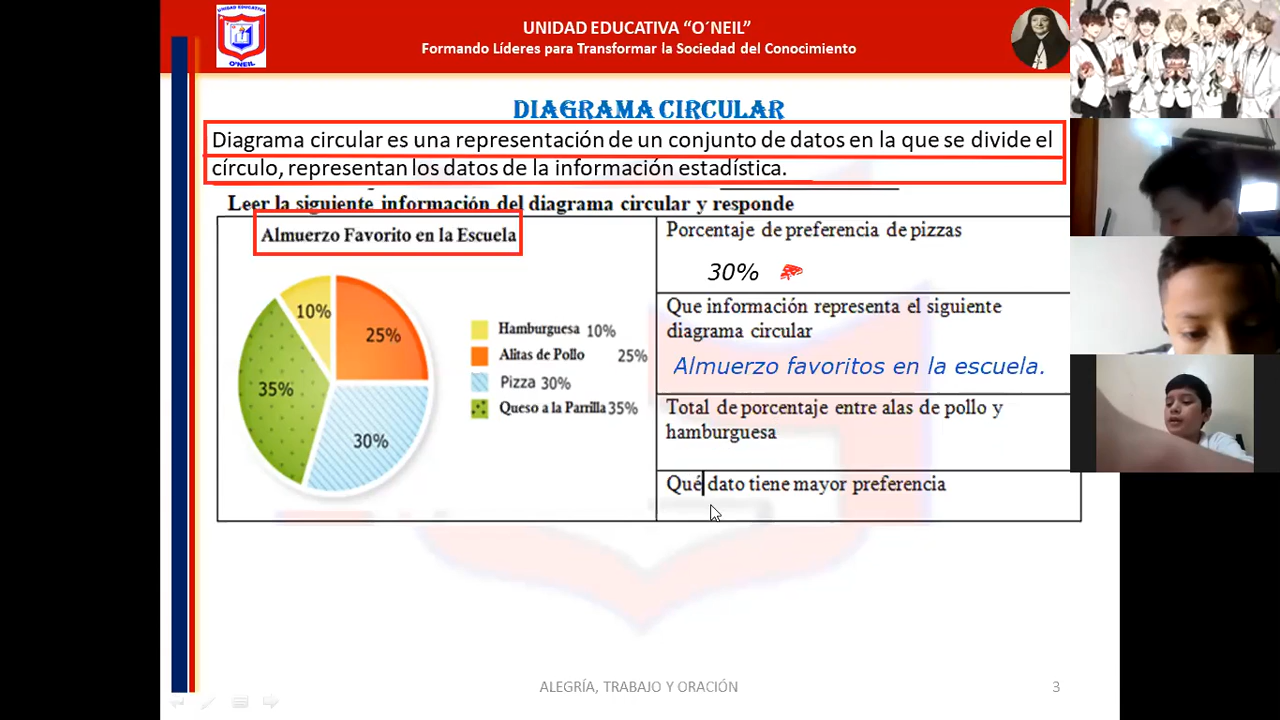 UNIDAD EDUCATIVA
O'NEIL
UNIDAD EDUCATIVA “O´NEIL”
Formando Líderes para Transformar la Sociedad del Conocimiento
DIAGRAMA CIRCULAR
Diagrama circular es una representación de un conjunto de datos en la que se divide el
círculo, representan los datos de la información estadística.
Leer la siguiente información del diagrama circular y responde
Almuerzo Favorito en la Escuela
10%
25%
35%
30%
Hamburguesa 10%
Alitas de Pollo 25%
Pizza 30%
Queso a la Parrilla 35%
Porcentaje de preferencia de pizzas
30%
Que información representa el siguiente
diagrama circular
Almuerzo favoritos en la escuela.
Total de porcentaje entre alas de pollo y
hamburguesa
Qué dato tiene mayor preferencia
ALEGRÍA, TRABAJO Y ORACIÓN
3